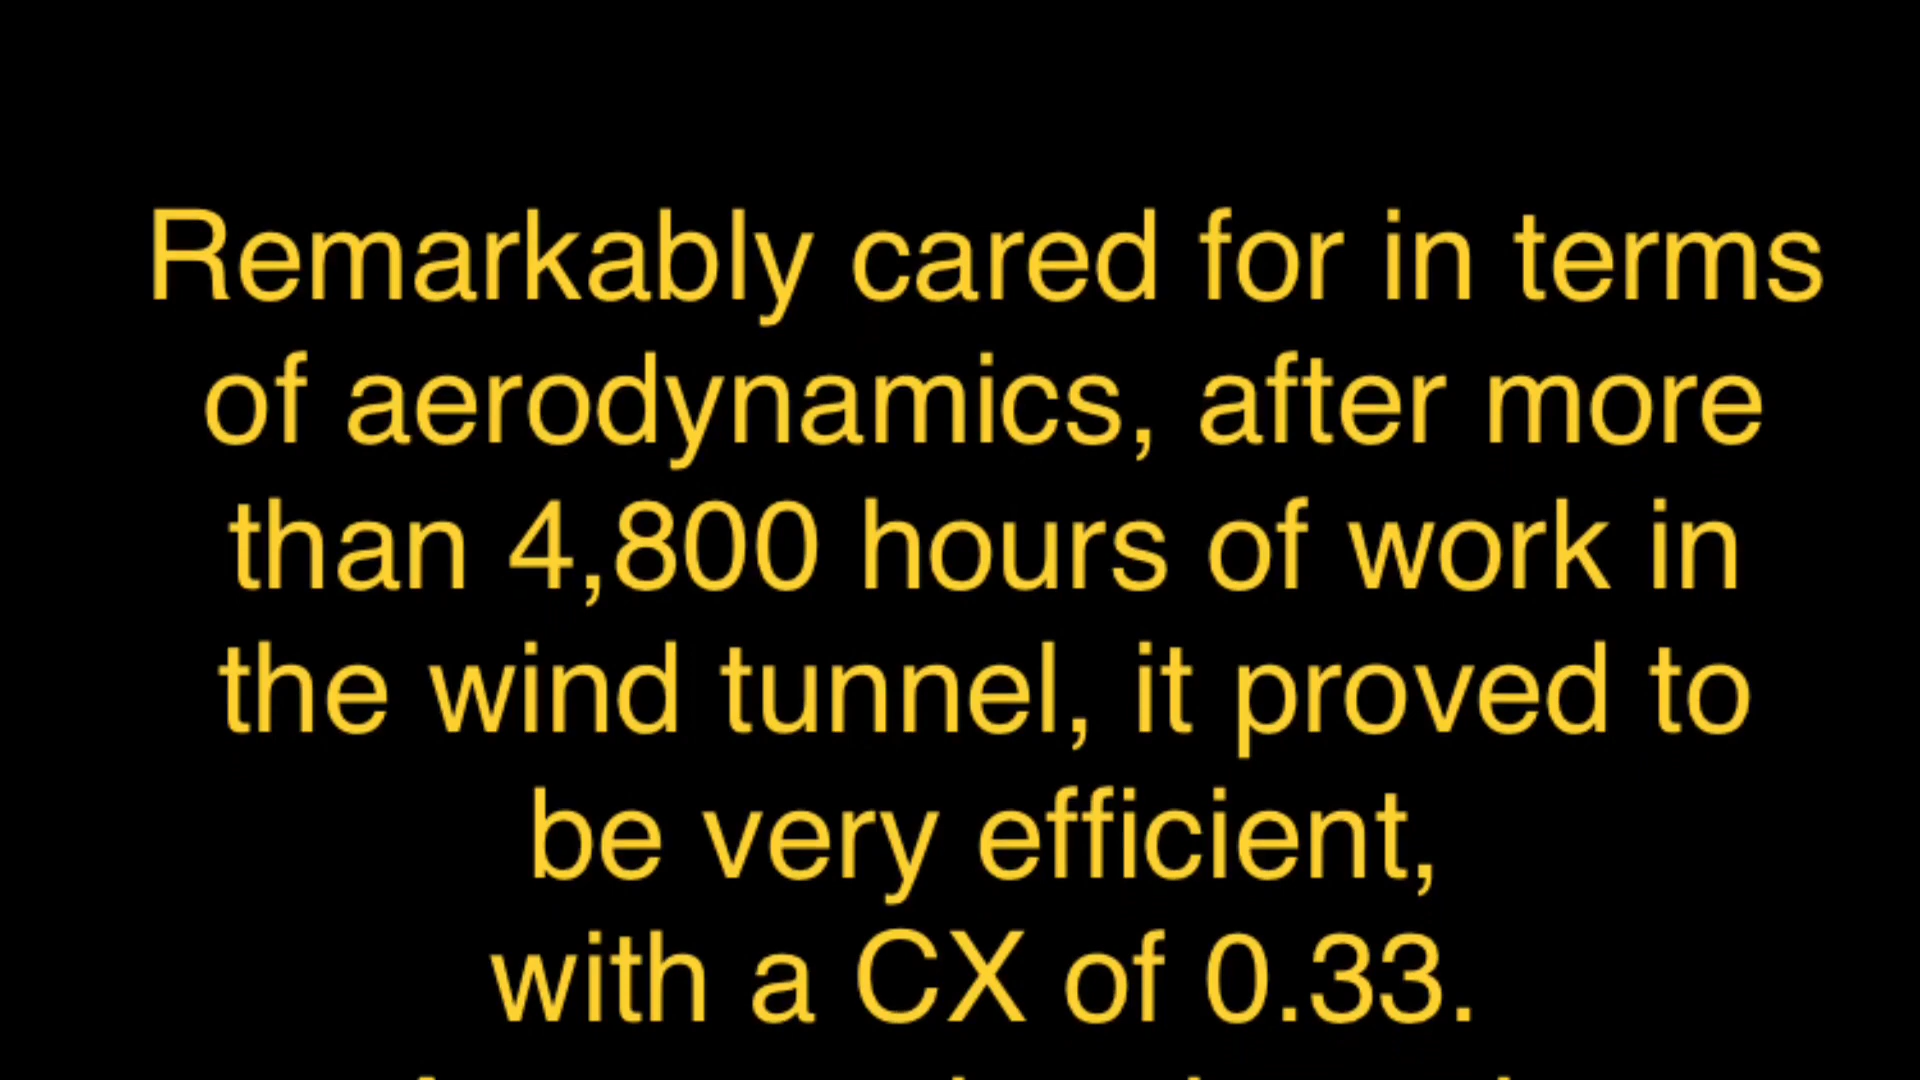 Remarkably cared for in terms
of aerodynamics, after more
than 4,800 hours of work in
the wind tunnel, it proved to
be very efficient,
with a CX of 0.33.